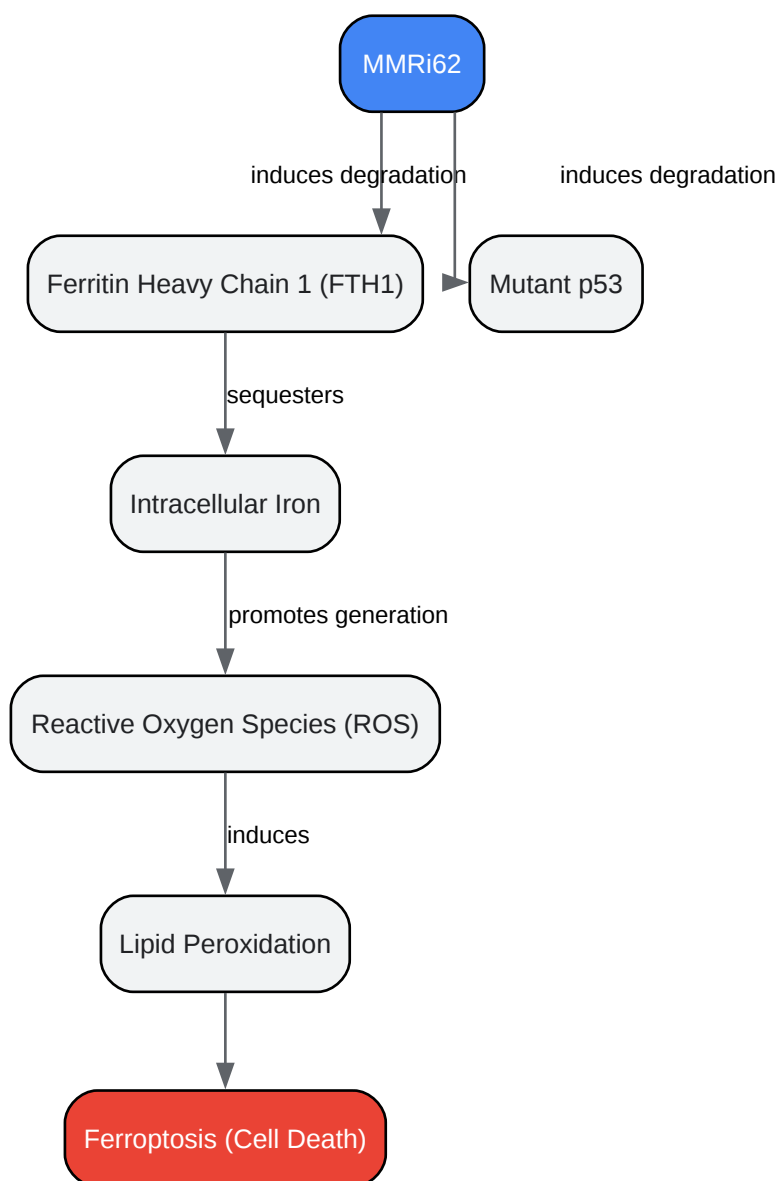 MMRi62
induces degradation
induces degradation
Ferritin Heavy Chain 1 (FTH1)
Mutant p53
sequesters
Intracellular Iron
promotes generation
Reactive Oxygen Species (ROS)
induces
Lipid Peroxidation
Ferroptosis (Cell Death)